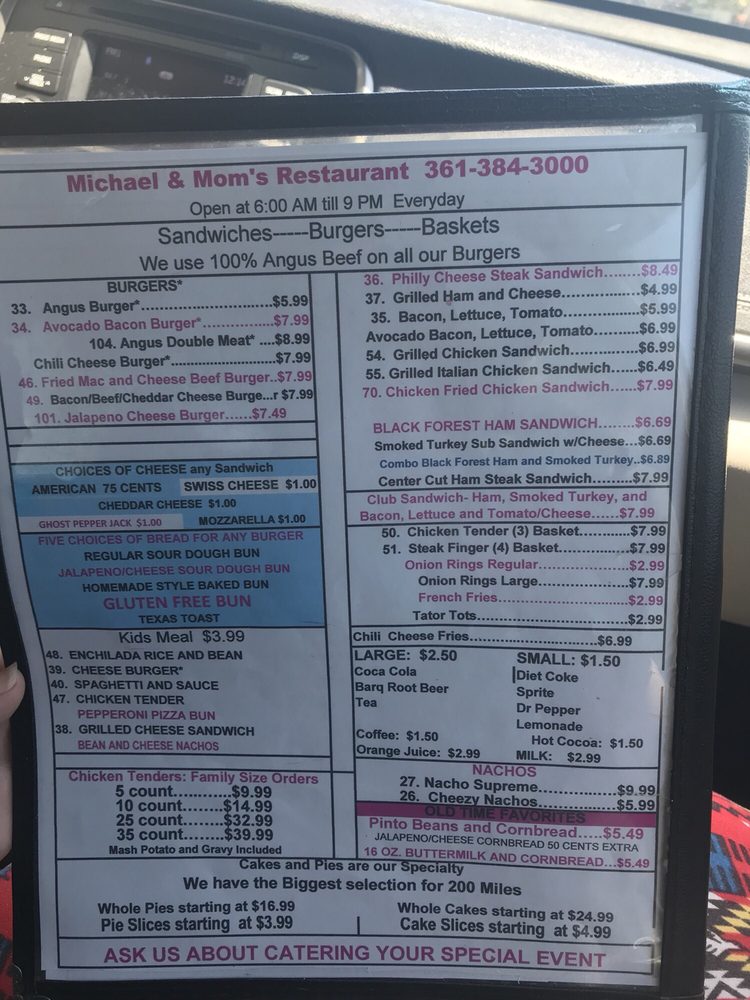 Michael & Mom's Restaurant 361-384-3000
Open at 6:00 AM till 9 PM Everyday
Sandwiches-----Burgers-----Baskets
We use 100% Angus Beef on all our Burgers
BURGERS*
33. Angus Burger*.........................$5.99
34. Avocado Bacon Burger*.............$7.99
104. Angus Double Meat* ....$8.99
Chili Cheese Burger*....................$7.99
46. Fried Mac and Cheese Beef Burger..$7.99
49. Bacon/Beef/Cheddar Cheese Burge...r $7.99
101. Jalapeno Cheese Burger......$7.49
CHOICES OF CHEESE any Sandwich
AMERICAN 75 CENTS SWISS CHEESE $1.00
CHEDDAR CHEESE $1.00
GHOST PEPPER JACK $1.00 MOZZARELLA $1.00
FIVE CHOICES OF BREAD FOR ANY BURGER
REGULAR SOUR DOUGH BUN
JALAPENO/CHEESE SOUR DOUGH BUN
HOMEMADE STYLE BAKED BUN
GLUTEN FREE BUN
TEXAS TOAST
Kids Meal $3.99
48. ENCHILADA RICE AND BEAN
39. CHEESE BURGER*
40. SPAGHETTI AND SAUCE
47. CHICKEN TENDER
PEPPERONI PIZZA BUN
38. GRILLED CHEESE SANDWICH
BEAN AND CHEESE NACHOS
Chicken Tenders: Family Size Orders
5 count...........$9.99
10 count........$14.99
25 count........$32.99
35 count........$39.99
Mash Potato and Gravy Included
36. Philly Cheese Steak Sandwich........$8.49
37. Grilled Ham and Cheese................$4.99
35. Bacon, Lettuce, Tomato................$5.99
Avocado Bacon, Lettuce, Tomato.........$6.99
54. Grilled Chicken Sandwich..............$6.99
55. Grilled Italian Chicken Sandwich....$6.49
70. Chicken Fried Chicken Sandwich......$7.99
BLACK FOREST HAM SANDWICH.......$6.69
Smoked Turkey Sub Sandwich w/Cheese...$6.69
Combo Black Forest Ham and Smoked Turkey..$6.89
Center Cut Ham Steak Sandwich.........$7.99
Club Sandwich- Ham, Smoked Turkey, and
Bacon, Lettuce and Tomato/Cheese......$7.99
50. Chicken Tender (3) Basket...........$7.99
51. Steak Finger (4) Basket...............$7.99
Onion Rings Regular....................$2.99
Onion Rings Large....................$7.99
French Fries.............................$2.99
Tator Tots...............................$2.99
Chili Cheese Fries...........................$6.99
LARGE: $2.50
Coca Cola
Barq Root Beer
Tea
Coffee: $1.50
Orange Juice: $2.99
SMALL: $1.50
Diet Coke
Sprite
Dr Pepper
Lemonade
Hot Cocoa: $1.50
MILK: $2.99
NACHOS
27. Nacho Supreme...................$9.99
26. Cheezy Nachos....................$5.99
OLD TIME FAVORITES
Pinto Beans and Cornbread.....$5.49
JALAPENO/CHEESE CORNBREAD 50 CENTS EXTRA
16 OZ. BUTTERMILK AND CORNBREAD...$5.49
Cakes and Pies are our Specialty
We have the Biggest selection for 200 Miles
Whole Pies starting at $16.99
Pie Slices starting at $3.99
Whole Cakes starting at $24.99
Cake Slices starting at $4.99
ASK US ABOUT CATERING YOUR SPECIAL EVENT